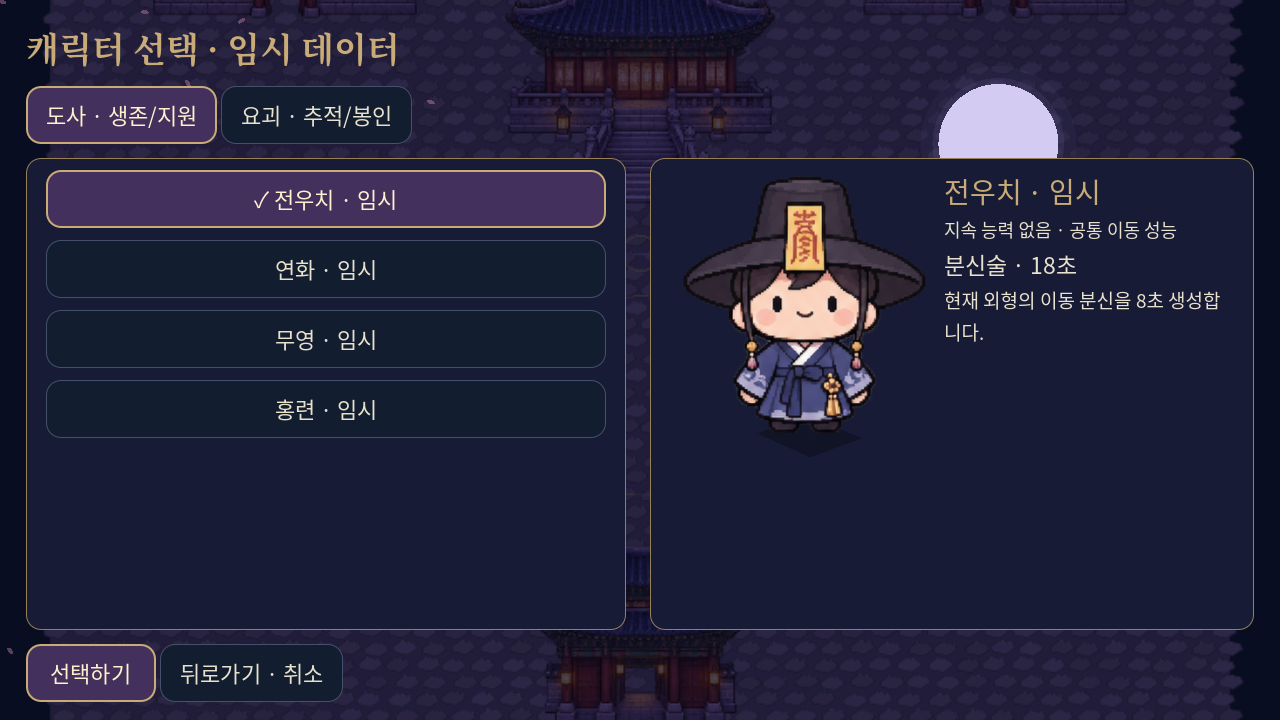 캐릭터 선택 · 임시 데이터
도사 · 생존/지원
요괴 · 추적/봉인
✓ 전우치 · 임시
연화 · 임시
무영 · 임시
홍련 · 임시
전우치 · 임시
지속 능력 없음 · 공통 이동 성능
분신술 · 18초
현재 외형의 이동 분신을 8초 생성합
니다.
선택하기
뒤로가기 · 취소